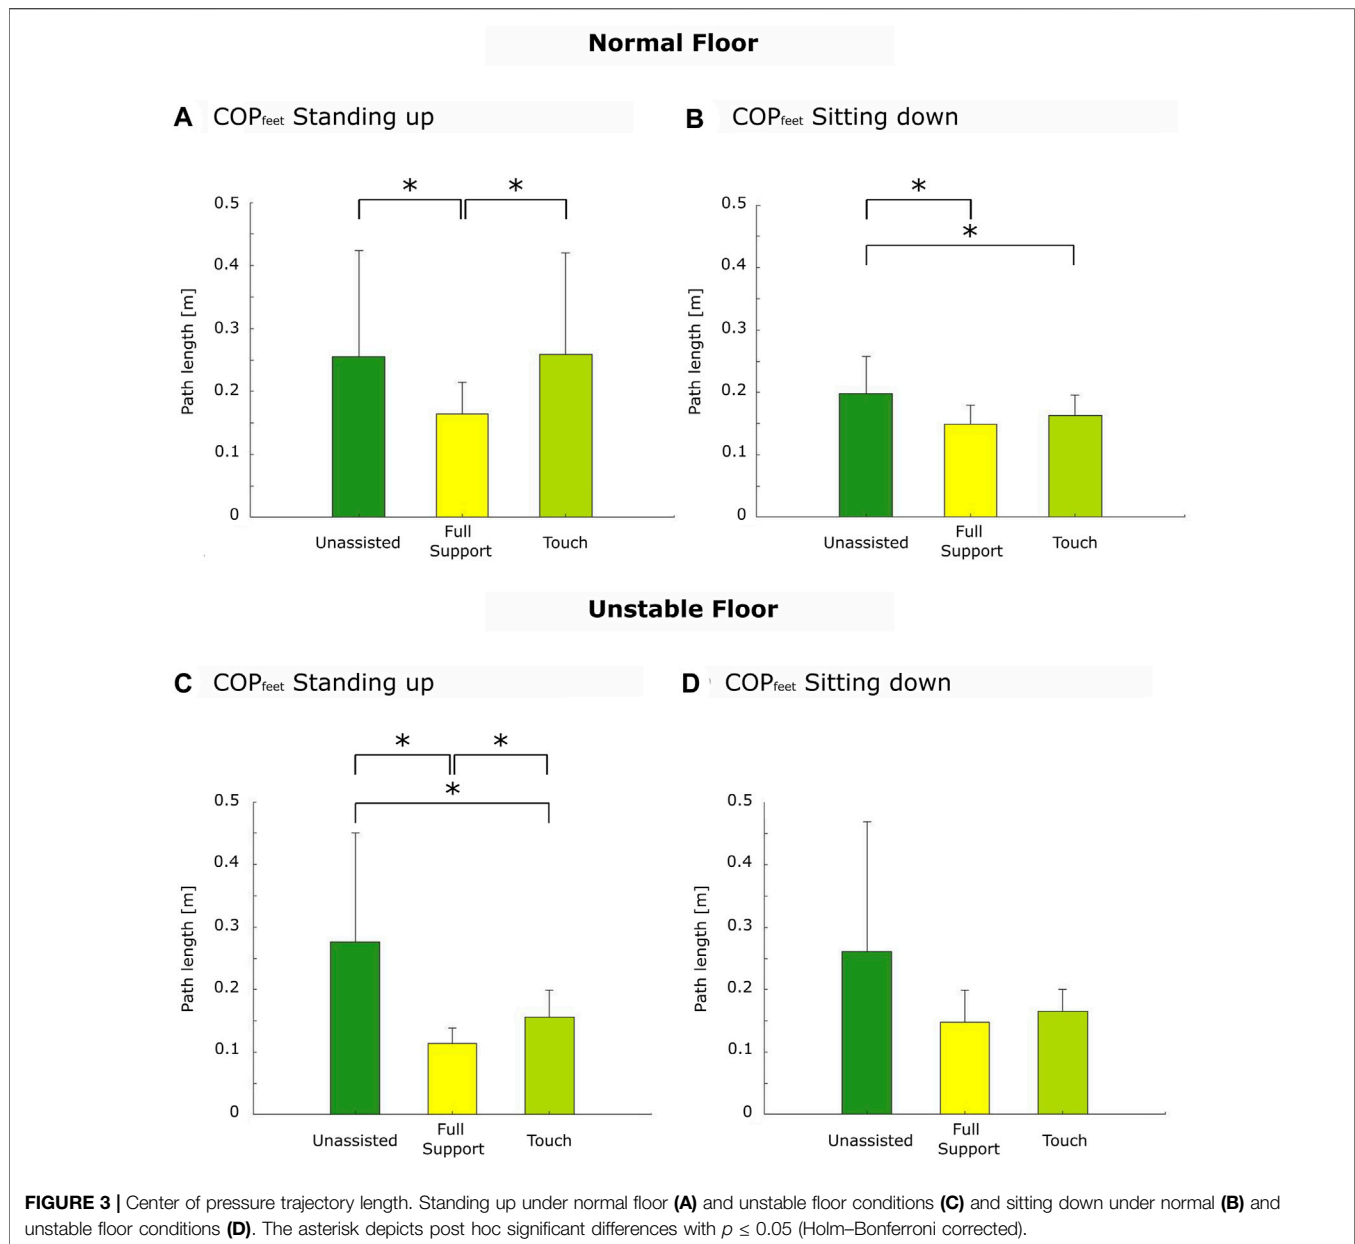 Normal Floor
A COPfeet Standing up
B COPfeet Sitting down
* *
*
*
0.5
0.4
0.3
0.2
0.1
0
Path length [m]
Unassisted
Full
Support
Touch
0.5
0.4
0.3
0.2
0.1
0
Path length [m]
Unassisted
Full
Support
Touch
Unstable Floor
C COPfeet Standing up
D COPfeet Sitting down
* *
*
0.5
0.4
0.3
0.2
0.1
0
Path length [m]
Unassisted
Full
Support
Touch
0.5
0.4
0.3
0.2
0.1
0
Path length [m]
Unassisted
Full
Support
Touch
FIGURE 3 | Center of pressure trajectory length. Standing up under normal floor (A) and unstable floor conditions (C) and sitting down under normal (B) and
unstable floor conditions (D). The asterisk depicts post hoc significant differences with p ≤ 0.05 (Holm–Bonferroni corrected).